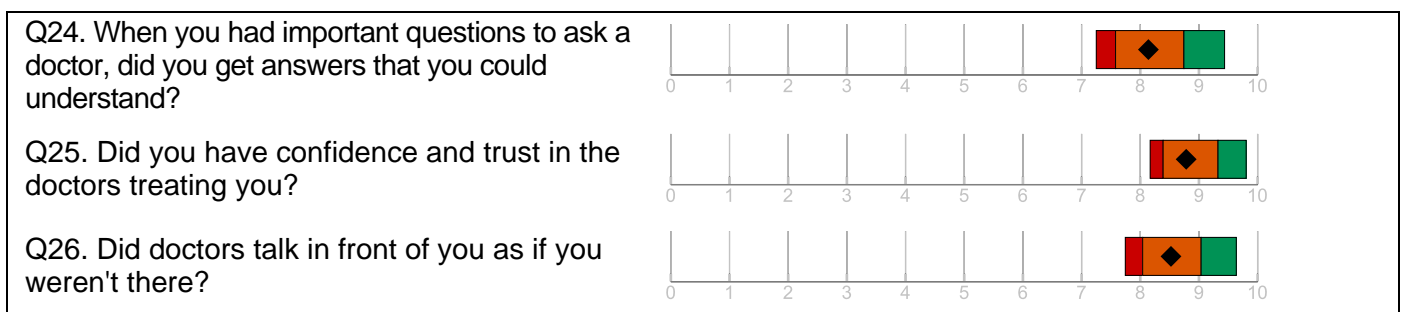 Q24. When you had important questions to ask a
doctor, did you get answers that you could
understand?
0 1 2 3 4 5 6 7 8 9 10
Q25. Did you have confidence and trust in the
doctors treating you?
0 1 2 3 4 5 6 7 8 9 10
Q26. Did doctors talk in front of you as if you
weren't there?
0 1 2 3 4 5 6 7 8 9 10